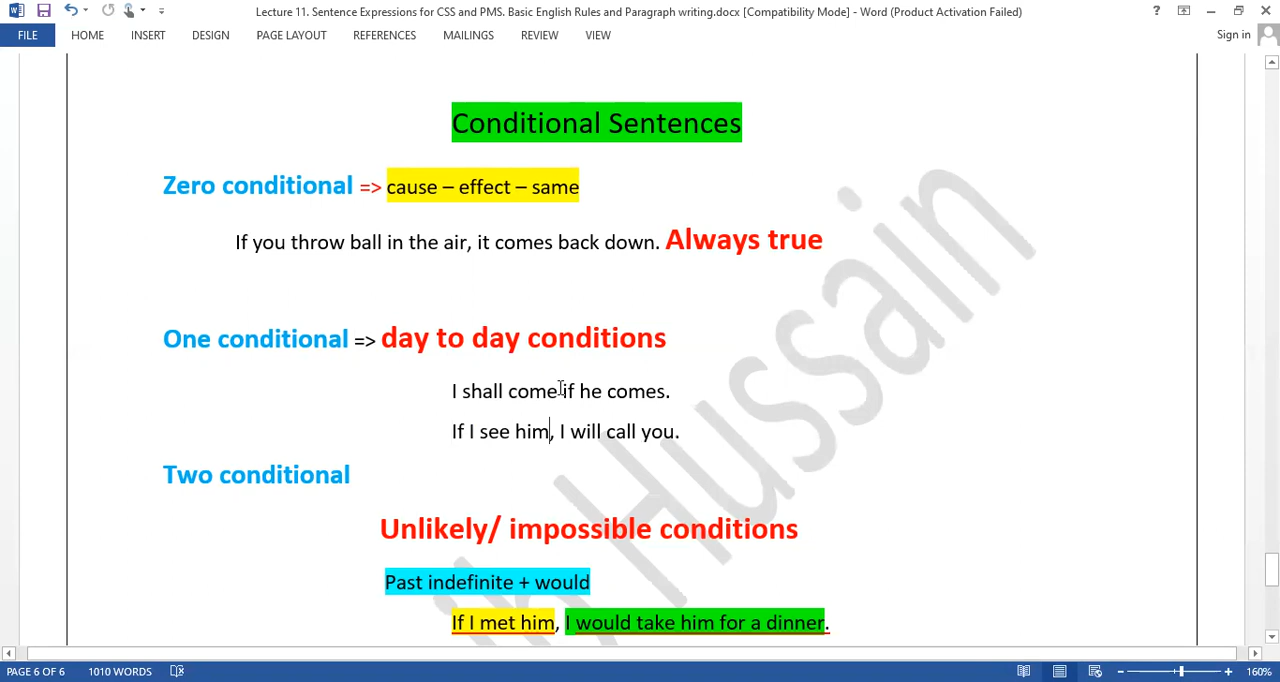 Lecture 11. Sentence Expressions for CSS and PMS. Basic English Rules and Paragraph writing.docx [Compatibility Mode] - Word (Product Activation Failed)
FILE HOME INSERT DESIGN PAGE LAYOUT REFERENCES MAILINGS REVIEW VIEW Sign in
Conditional Sentences
Zero conditional => cause – effect – same
If you throw ball in the air, it comes back down. Always true
One conditional => day to day conditions
I shall come if he comes.
If I see him, I will call you.
Two conditional
Unlikely/ impossible conditions
Past indefinite + would
If I met him, I would take him for a dinner.
Hussain
PAGE 6 OF 6 1010 WORDS 160%